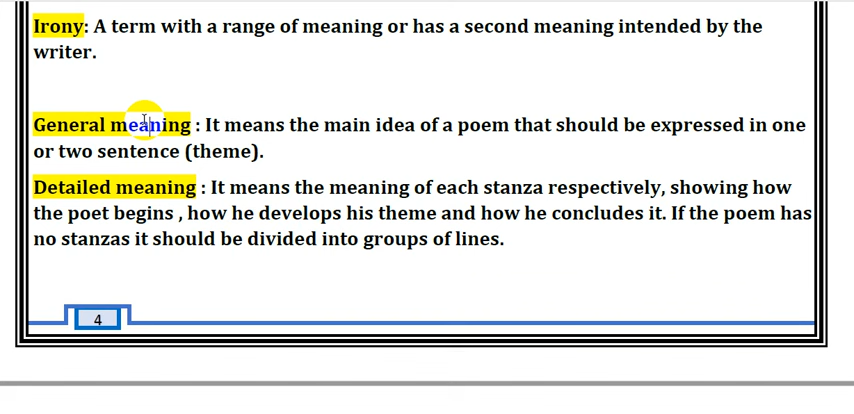 Irony: A term with a range of meaning or has a second meaning intended by the
writer.
General meaning : It means the main idea of a poem that should be expressed in one
or two sentence (theme).
Detailed meaning : It means the meaning of each stanza respectively, showing how
the poet begins , how he develops his theme and how he concludes it. If the poem has
no stanzas it should be divided into groups of lines.
4